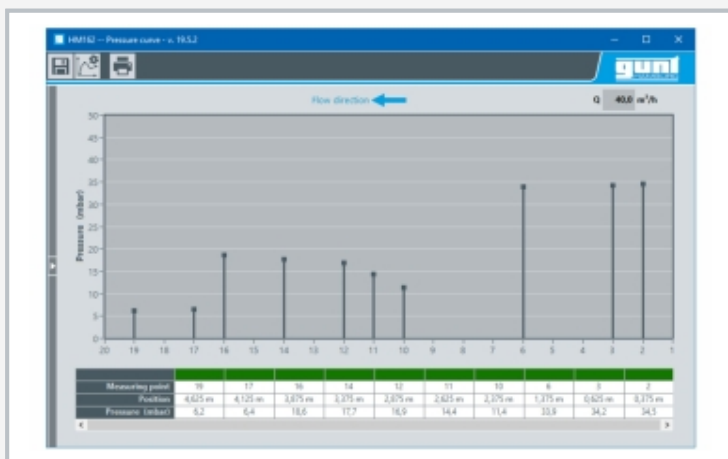 HM162 – Pressure curve - v. 19.5.2
gunt
Flow direction
Q 40,0 m³/h
Pressure (mbar)
50
45
40
35
30
25
20
15
10
5
0
20 19 18 17 16 15 14 13 12 11 10 9 8 7 6 5 4 3 2 1
Measuring point 19 17 16 14 12 11 10 6 3 2
Position 4,625 m 4,125 m 3,875 m 3,375 m 2,875 m 2,625 m 2,375 m 1,375 m 0,625 m 0,375 m
Pressure (mbar) 6,2 6,4 18,6 17,7 16,9 14,4 11,4 33,9 34,2 34,5